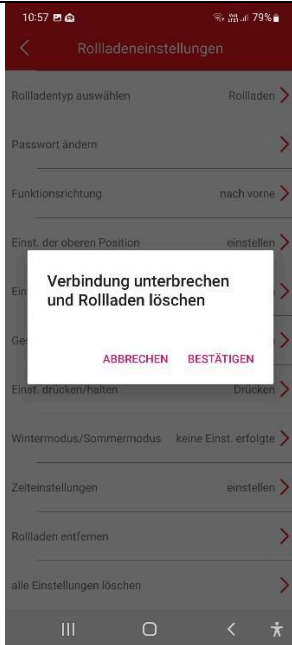 10:57 79%
Rollladeneinstellungen
Rollladentyp auswählen Rollladen
Passwort ändern
Funktionsrichtung nach vorne
Einst. der oberen Position einstellen
Verbindung unterbrechen
und Rollladen löschen
ABBRECHEN BESTÄTIGEN
Einst. drücken/halten Drücken
Wintermodus/Sommermodus keine Einst. erfolgte
Zeiteinstellungen einstellen
Rollladen entfernen
alle Einstellungen löschen